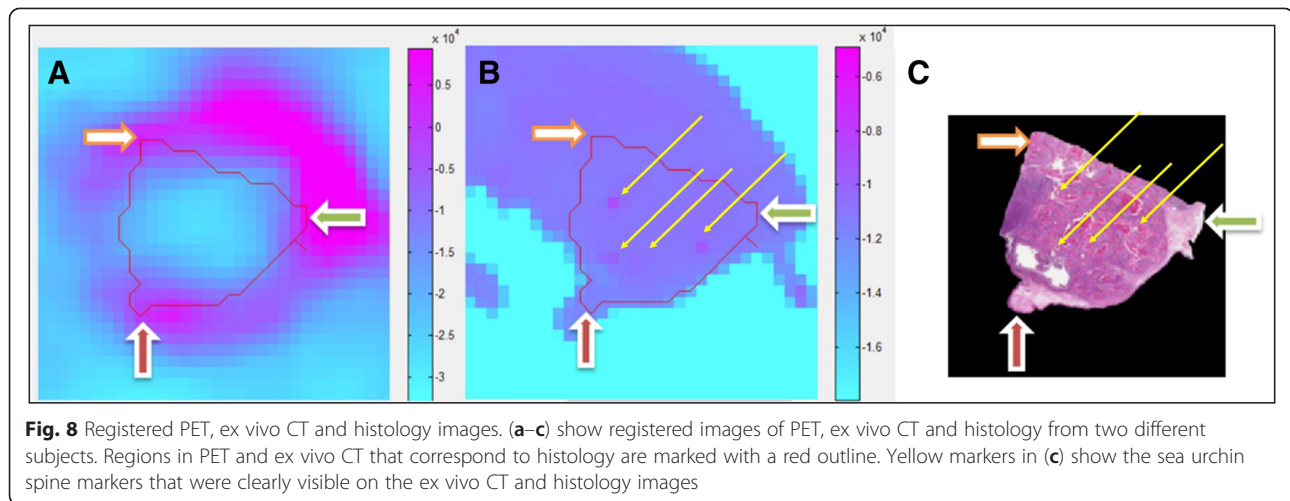 A
x 10^4
0.5
0
-0.5
-1
-1.5
-2
-2.5
-3
B
x 10^4
-0.6
-0.8
-1
-1.2
-1.4
-1.6
C
Fig. 8 Registered PET, ex vivo CT and histology images. (a–c) show registered images of PET, ex vivo CT and histology from two different
subjects. Regions in PET and ex vivo CT that correspond to histology are marked with a red outline. Yellow markers in (c) show the sea urchin
spine markers that were clearly visible on the ex vivo CT and histology images